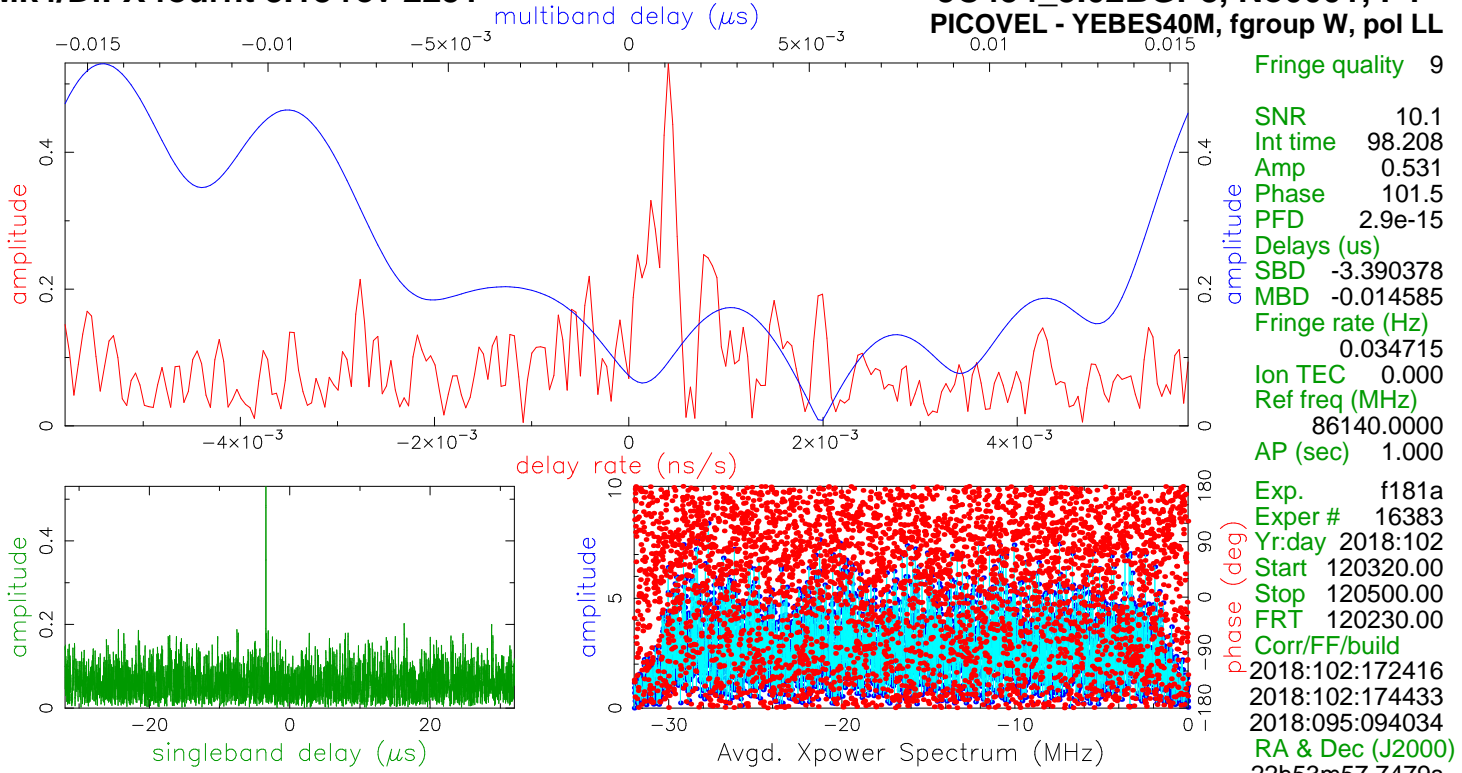 multiband delay (μs)
PICOVEL - YEBES40M, fgroup W, pol LL
−0.015 −0.01 −5×10⁻³ 0 5×10⁻³ 0.01 0.015
amplitude
0 0.2 0.4
amplitude
0 0.2 0.4
−4×10⁻³ −2×10⁻³ 0 2×10⁻³ 4×10⁻³
delay rate (ns/s)
Fringe quality 9
SNR 10.1
Int time 98.208
Amp 0.531
Phase 101.5
PFD 2.9e-15
Delays (us)
SBD -3.390378
MBD -0.014585
Fringe rate (Hz)
0.034715
Ion TEC 0.000
Ref freq (MHz)
86140.0000
AP (sec) 1.000
Exp. f181a
Exper # 16383
Yr:day 2018:102
Start 120320.00
Stop 120500.00
FRT 120230.00
Corr/FF/build
2018:102:172416
2018:102:174433
2018:095:094034
RA & Dec (J2000)
amplitude
0 0.2 0.4
−20 0 20
singleband delay (μs)
amplitude
0 5 10
−30 −20 −10 0
Avgd. Xpower Spectrum (MHz)
phase (deg)
−180 −90 0 90 180